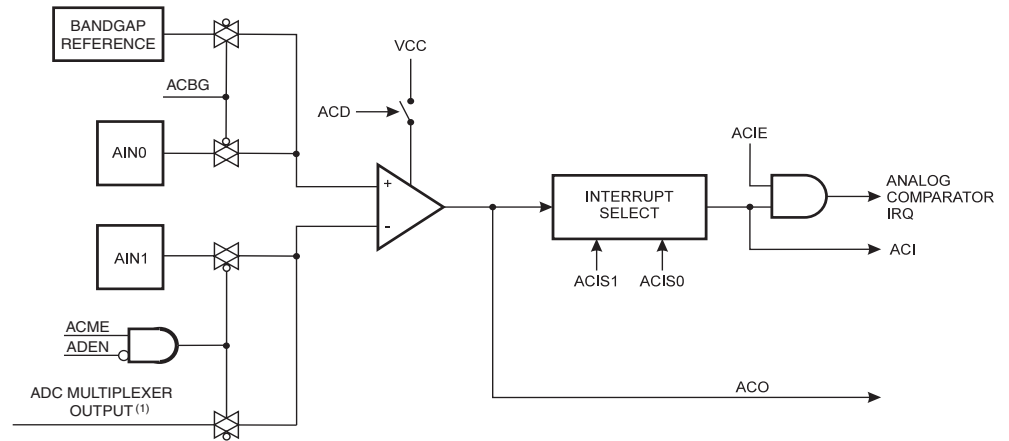 BANDGAP
REFERENCE
VCC
ACBG
ACD
AIN0
ACIE
+
INTERRUPT
SELECT
ANALOG
COMPARATOR
IRQ
-
AIN1
ACI
ACIS1
ACIS0
ACME
ADEN
ADC MULTIPLEXER
OUTPUT (1)
ACO